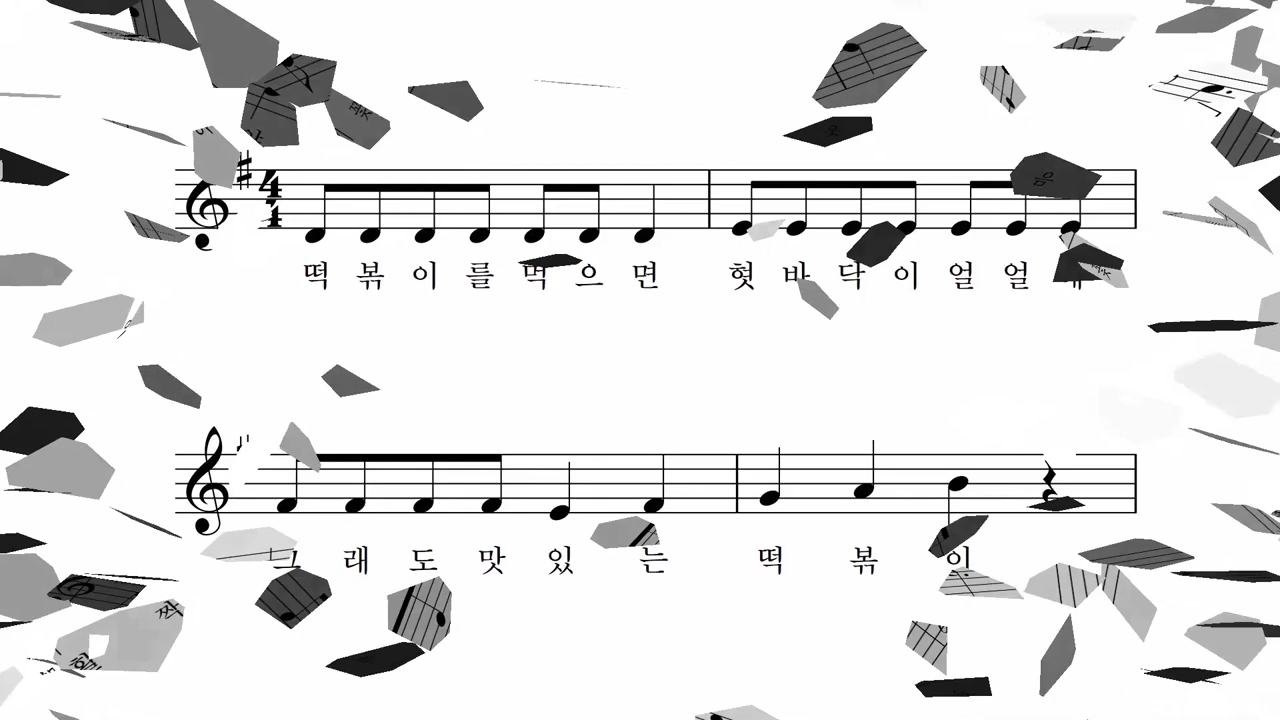 떡 볶 이 를 먹 으 면 혓 바 닥 이 얼 얼
그 래 도 맛 있 는 떡 볶 이